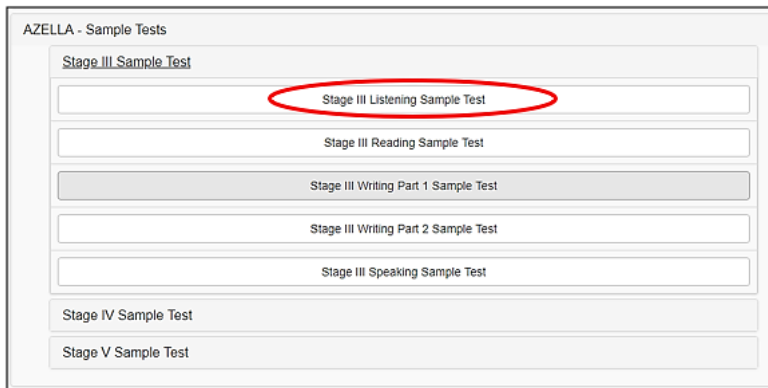 AZELLA - Sample Tests
Stage III Sample Test
Stage III Listening Sample Test
Stage III Reading Sample Test
Stage III Writing Part 1 Sample Test
Stage III Writing Part 2 Sample Test
Stage III Speaking Sample Test
Stage IV Sample Test
Stage V Sample Test